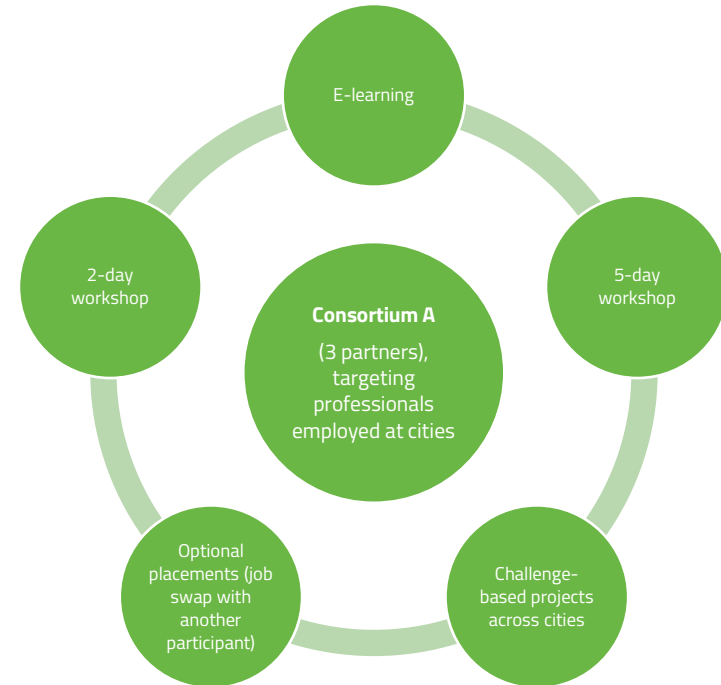 E-learning
2-day
workshop
5-day
workshop
Consortium A
(3 partners),
targeting
professionals
employed at cities
Optional
placements (job
swap with
another
participant)
Challenge-
based projects
across cities